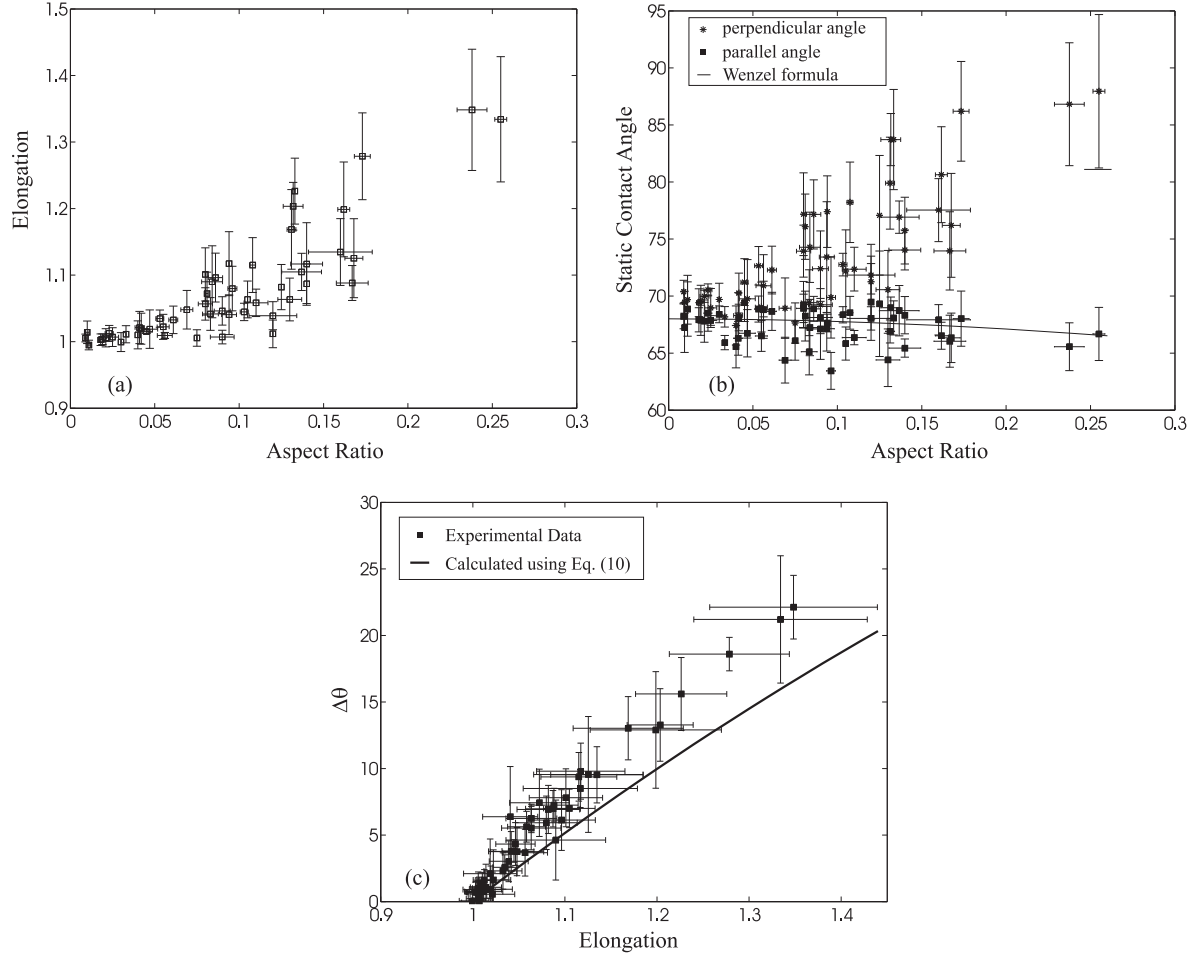 1.5
1.4
1.3
1.2
1.1
1
0.9
Elongation
(a)
0.05 0.1 0.15 0.2 0.25 0.3
Aspect Ratio
95
90
85
80
75
70
65
60
Static Contact Angle
perpendicular angle
parallel angle
Wenzel formula
(b)
0 0.05 0.1 0.15 0.2 0.25 0.3
Aspect Ratio
30
25
20
15
10
5
0
Δθ
Experimental Data
Calculated using Eq. (10)
(c)
0.9 1 1.1 1.2 1.3 1.4
Elongation